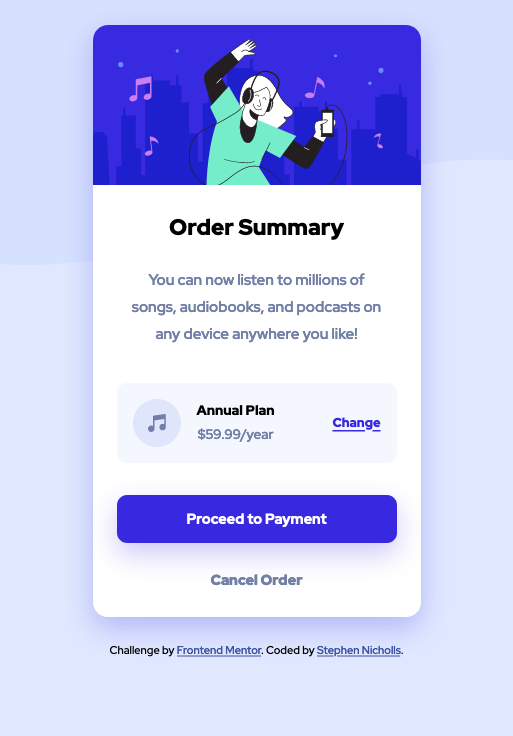 Order Summary
You can now listen to millions of
songs, audiobooks, and podcasts on
any device anywhere you like!
Annual Plan
$59.99/year
Change
Proceed to Payment
Cancel Order
Challenge by Frontend Mentor. Coded by Stephen Nicholls.